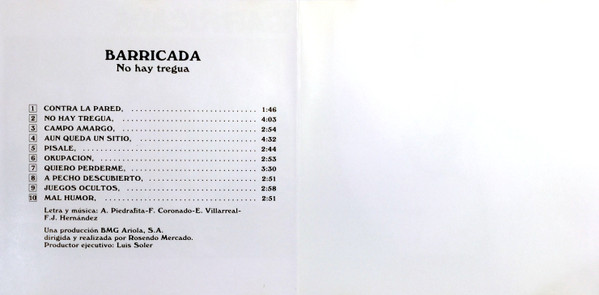 BARRICADA
No hay tregua
1 CONTRA LA PARED, ........................ 1:46
2 NO HAY TREGUA, ........................ 4:03
3 CAMPO AMARGO, ........................ 2:54
4 AUN QUEDA UN SITIO, ........................ 4:32
5 PISALE, ........................ 2:44
6 OKUPACION, ........................ 2:53
7 QUIERO PERDERME, ........................ 3:30
8 A PECHO DESCUBIERTO, ........................ 2:51
9 JUEGOS OCULTOS, ........................ 2:58
10 MAL HUMOR, ........................ 2:51
Letra y música: A. Piedrafita-F. Coronado-E. Villarreal-
F.J. Hernández
Una producción BMG Ariola, S.A.
dirigida y realizada por Rosendo Mercado.
Productor ejecutivo: Luis Soler